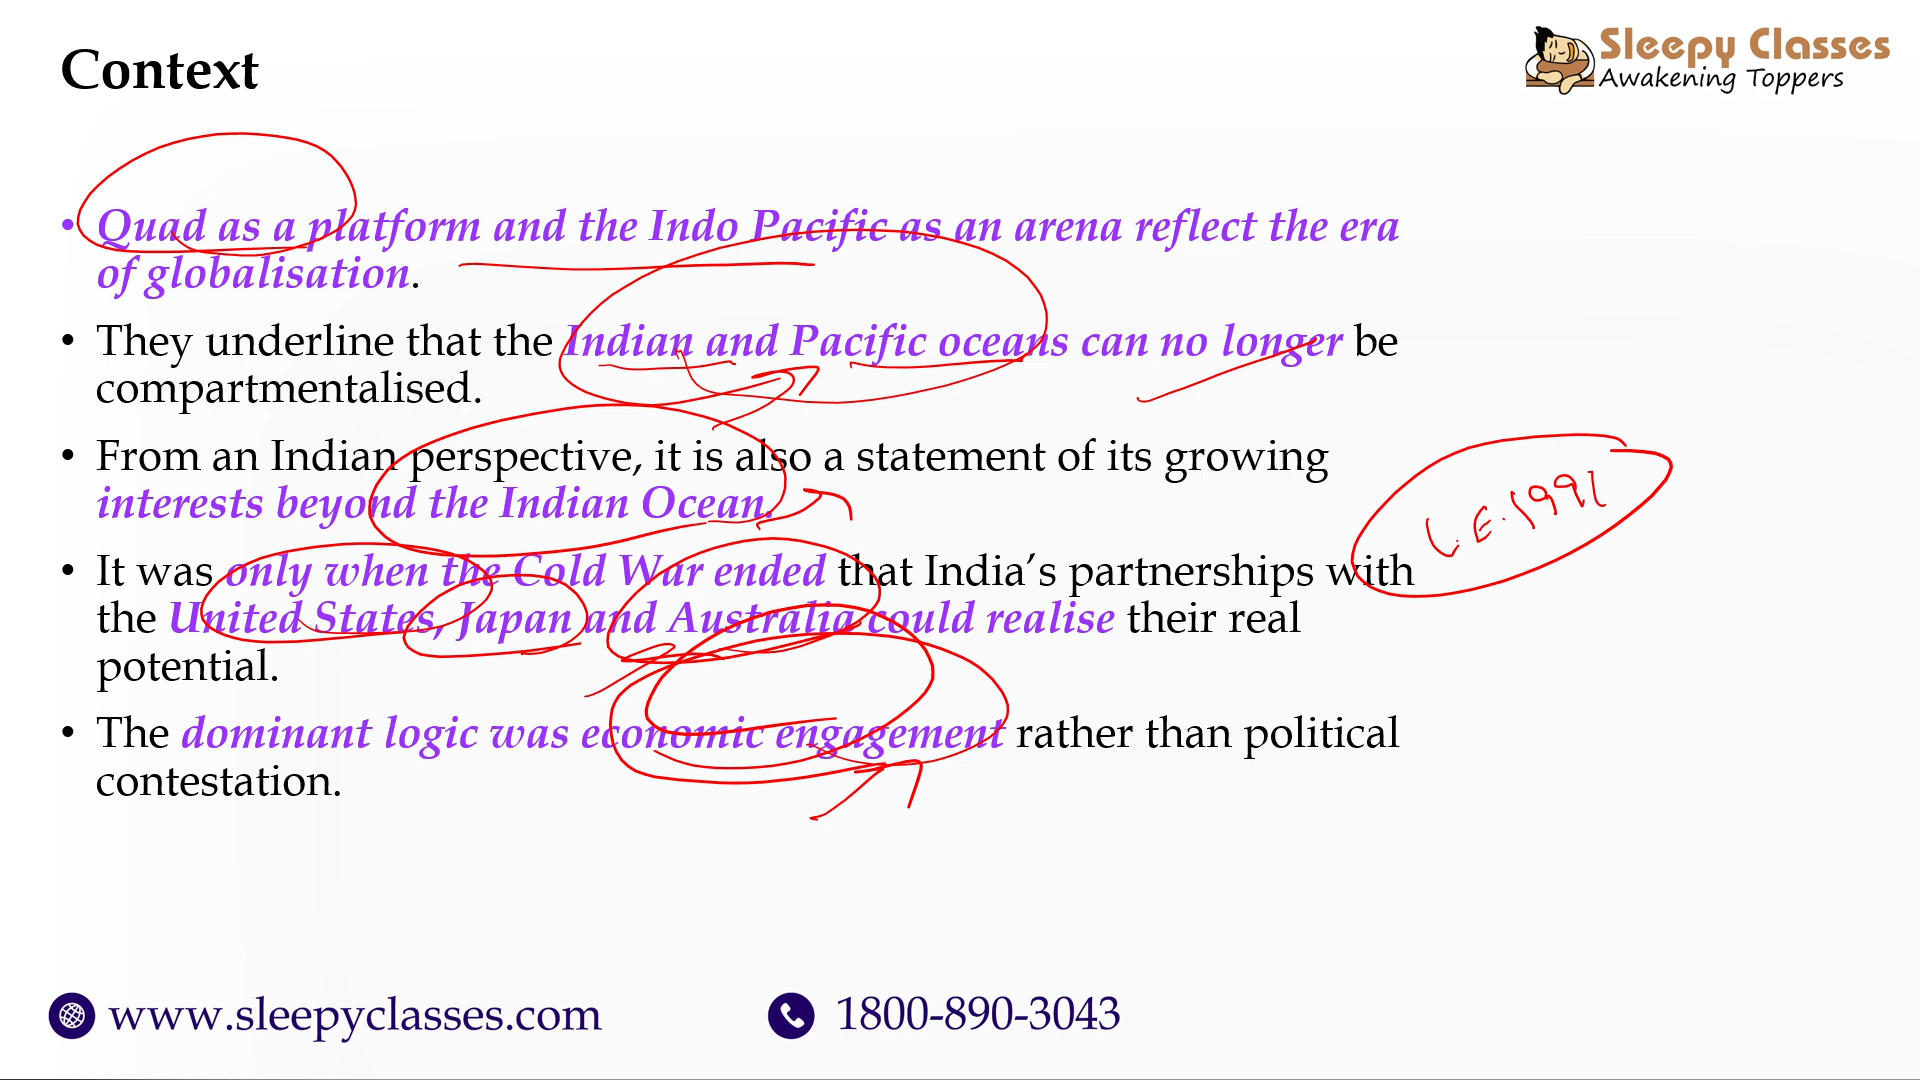 Context
Sleepy Classes
Awakening Toppers
• Quad as a platform and the Indo Pacific as an arena reflect the era
of globalisation.
• They underline that the Indian and Pacific oceans can no longer be
compartmentalised.
• From an Indian perspective, it is also a statement of its growing
interests beyond the Indian Ocean.
• It was only when the Cold War ended that India’s partnerships with
the United States, Japan and Australia could realise their real
potential.
• The dominant logic was economic engagement rather than political
contestation.
1991
www.sleepyclasses.com
1800-890-3043